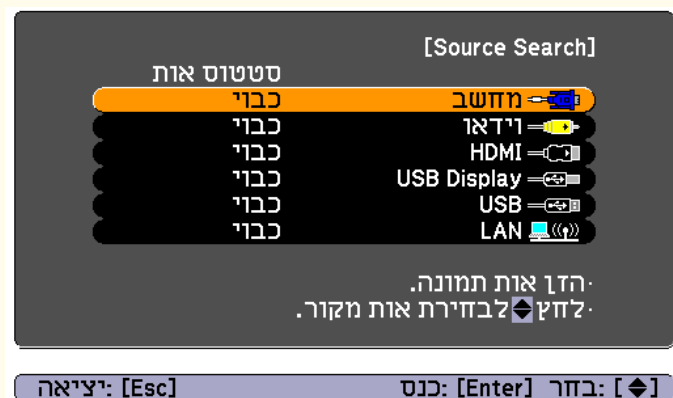 [Source Search]
סטטוס אות
מחשב כבוי
וידאו כבוי
HDMI כבוי
USB Display כבוי
USB כבוי
LAN כבוי
·הזן אות תמונה.
·לחץ לבחירת אות מקור.
[ ]: בחר [Enter]: כנס [Esc]: יציאה